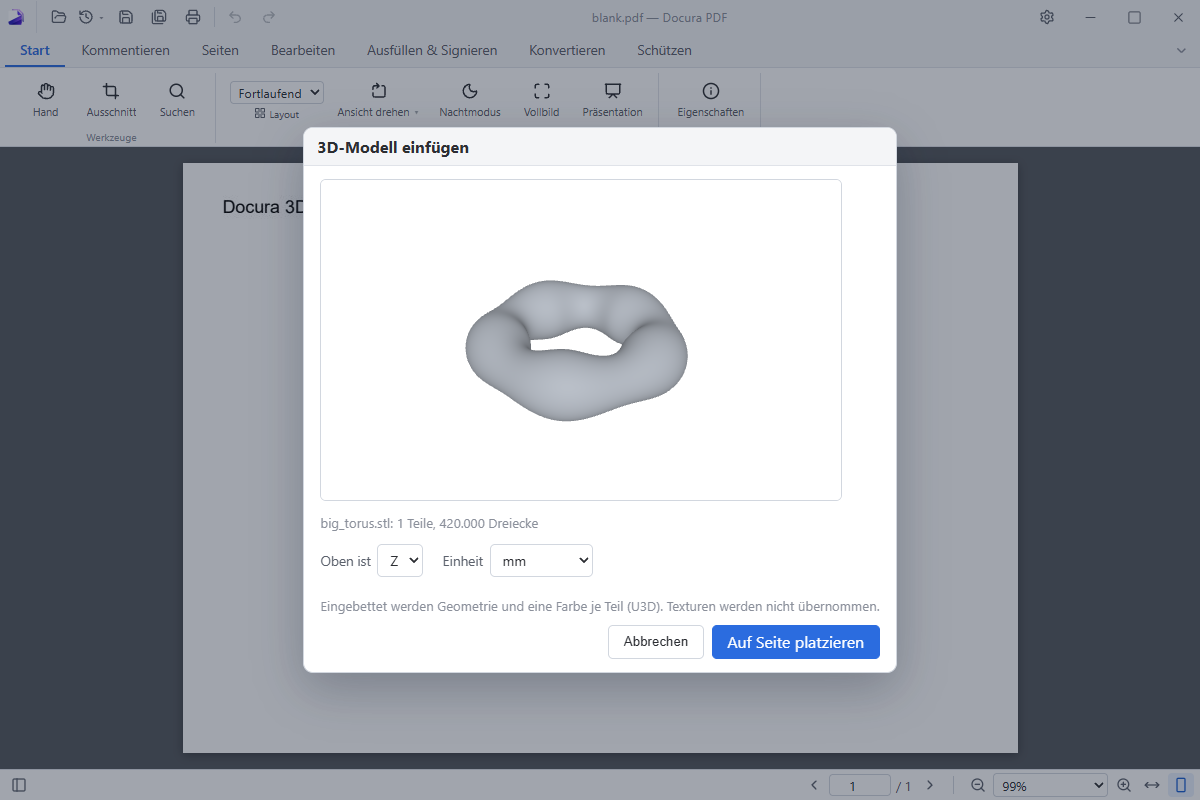 blank.pdf — Docura PDF
Start Kommentieren Seiten Bearbeiten Ausfüllen & Signieren Konvertieren Schützen
Fortlaufend
Hand Ausschnitt Suchen Layout Ansicht drehen Nachtmodus Vollbild Präsentation Eigenschaften
Werkzeuge
3D-Modell einfügen
Docura 3D
big_torus.stl: 1 Teile, 420.000 Dreiecke
Oben ist Z Einheit mm
Eingebettet werden Geometrie und eine Farbe je Teil (U3D). Texturen werden nicht übernommen.
Abbrechen Auf Seite platzieren
1 / 1 99%